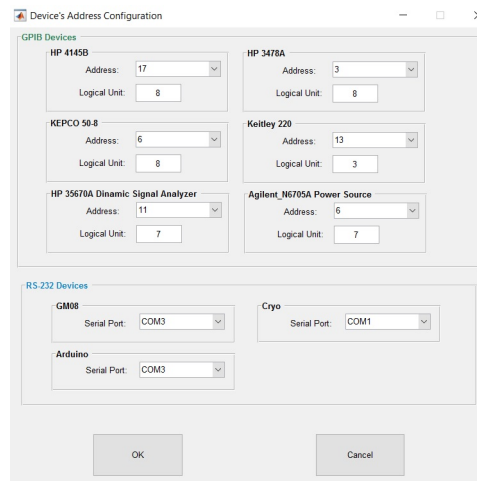 Device's Address Configuration
GPIB Devices
HP 4145B
Address: 17
Logical Unit: 8
HP 3478A
Address: 3
Logical Unit: 8
KEPCO 50-8
Address: 6
Logical Unit: 8
Keitley 220
Address: 13
Logical Unit: 3
HP 35670A Dinamic Signal Analyzer
Address: 11
Logical Unit: 7
Agilent_N6705A Power Source
Address: 6
Logical Unit: 7
RS-232 Devices
GM08
Serial Port: COM3
Cryo
Serial Port: COM1
Arduino
Serial Port: COM3
OK
Cancel